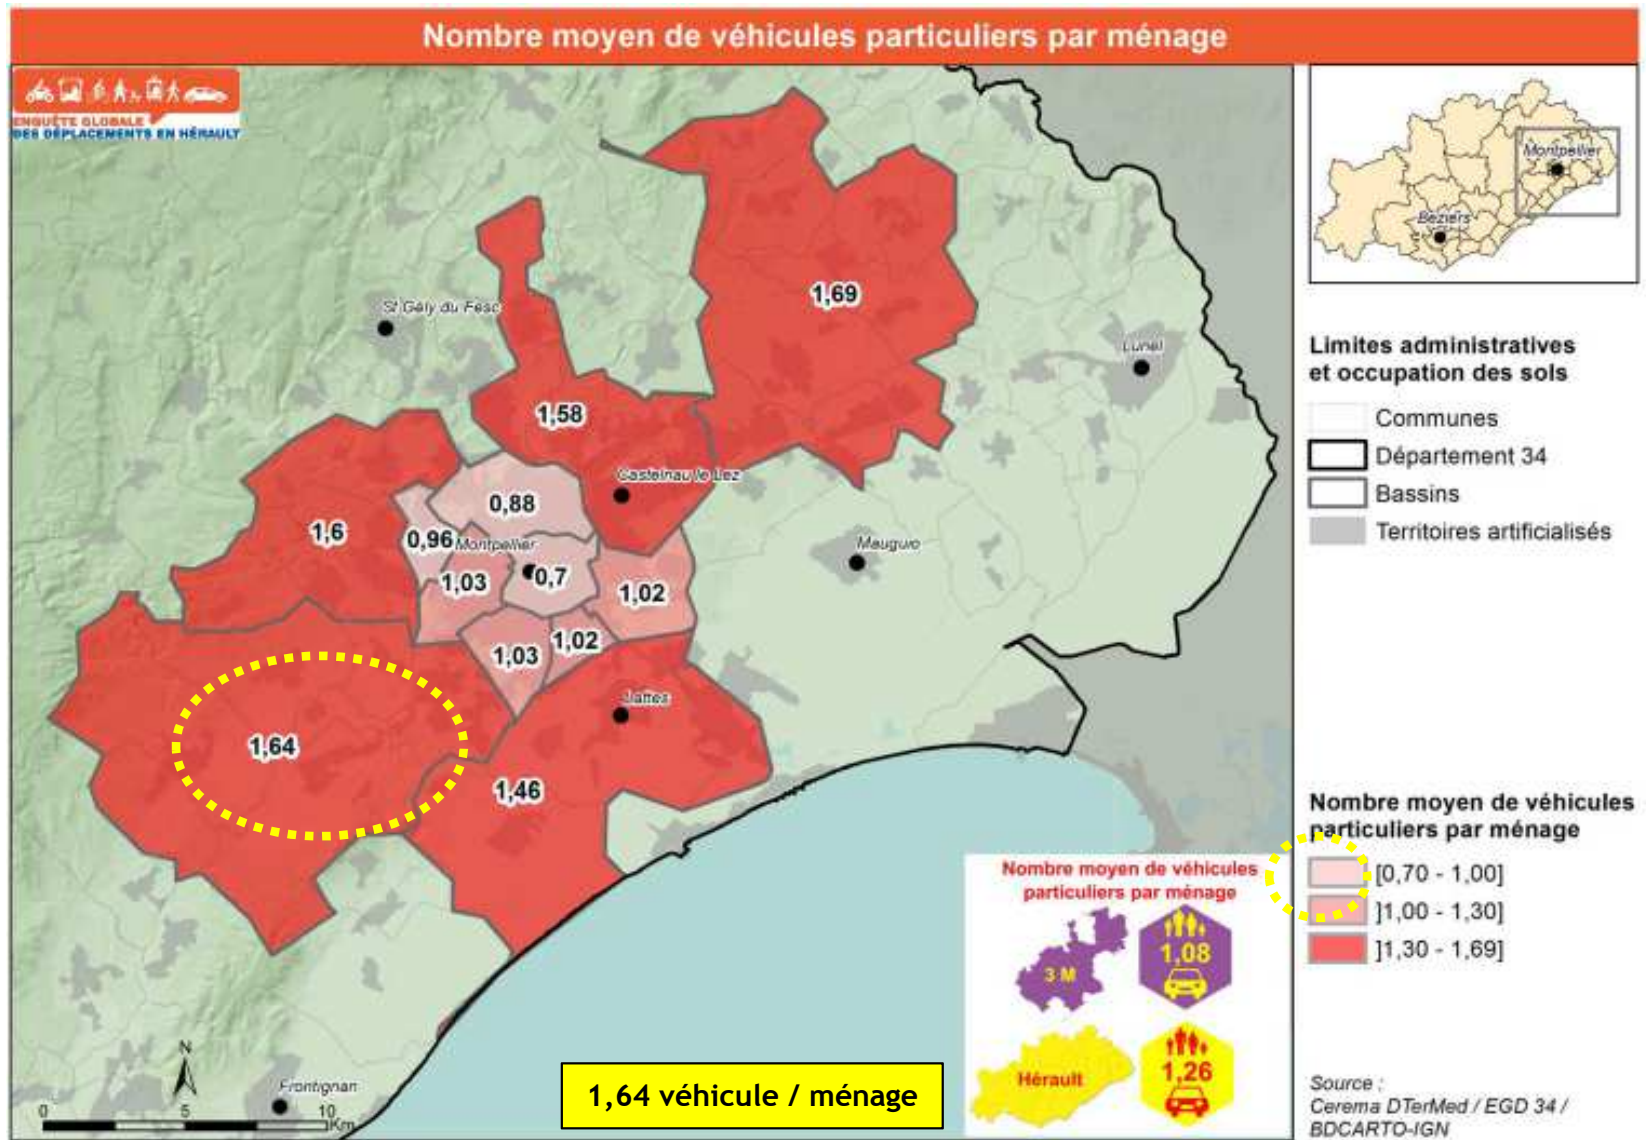 Nombre moyen de véhicules particuliers par ménage
ENQUÊTE GLOBALE
DES DÉPLACEMENTS EN HÉRAULT
1,69
St Gély du Fesc
Lunel
1,58
Castelnau le Lez
0,88
1,6
0,96
Montpellier
Mauguio
1,03
0,7
1,02
1,02
1,03
Lattes
1,64
1,46
Frontignan
N
0 5 10
Km
1,64 véhicule / ménage
Nombre moyen de véhicules
particuliers par ménage
3 M
1,08
Hérault
1,26
Montpellier
Béziers
Limites administratives
et occupation des sols
Communes
Département 34
Bassins
Territoires artificialisés
Nombre moyen de véhicules
particuliers par ménage
[0,70 - 1,00]
]1,00 - 1,30]
]1,30 - 1,69]
Source :
Cerema DTerMed / EGD 34 /
BDCARTO-IGN